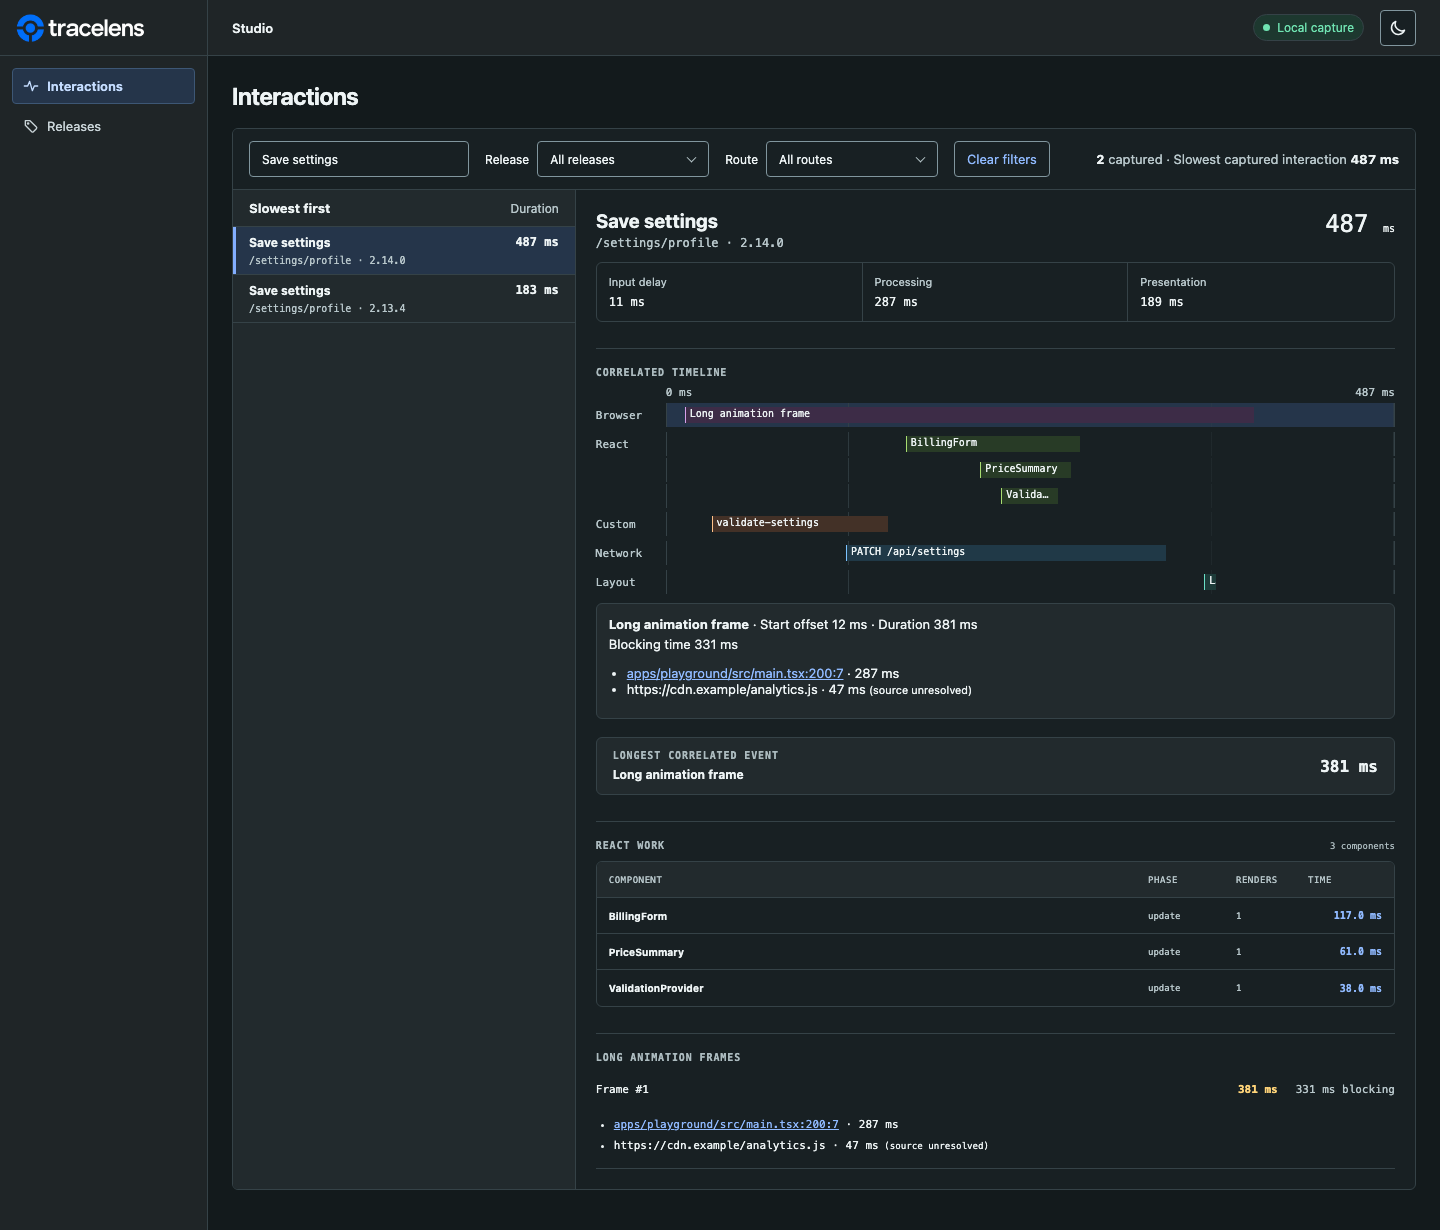 tracelens
Studio
Local capture
Interactions
Releases
Interactions
Save settings
Release
All releases
Route
All routes
Clear filters
2 captured · Slowest captured interaction 487 ms
Slowest first
Duration
Save settings
487 ms
/settings/profile · 2.14.0
Save settings
183 ms
/settings/profile · 2.13.4
Save settings
487 ms
/settings/profile · 2.14.0
Input delay
11 ms
Processing
287 ms
Presentation
189 ms
CORRELATED TIMELINE
0 ms
487 ms
Browser
Long animation frame
React
BillingForm
PriceSummary
Valida…
Custom
validate-settings
Network
PATCH /api/settings
Layout
L
Long animation frame · Start offset 12 ms · Duration 381 ms
Blocking time 331 ms
• apps/playground/src/main.tsx:200:7 · 287 ms
• https://cdn.example/analytics.js · 47 ms (source unresolved)
LONGEST CORRELATED EVENT
Long animation frame
381 ms
REACT WORK
3 components
COMPONENT PHASE RENDERS TIME
BillingForm update 1 117.0 ms
PriceSummary update 1 61.0 ms
ValidationProvider update 1 38.0 ms
LONG ANIMATION FRAMES
Frame #1
381 ms 331 ms blocking
• apps/playground/src/main.tsx:200:7 · 287 ms
• https://cdn.example/analytics.js · 47 ms (source unresolved)